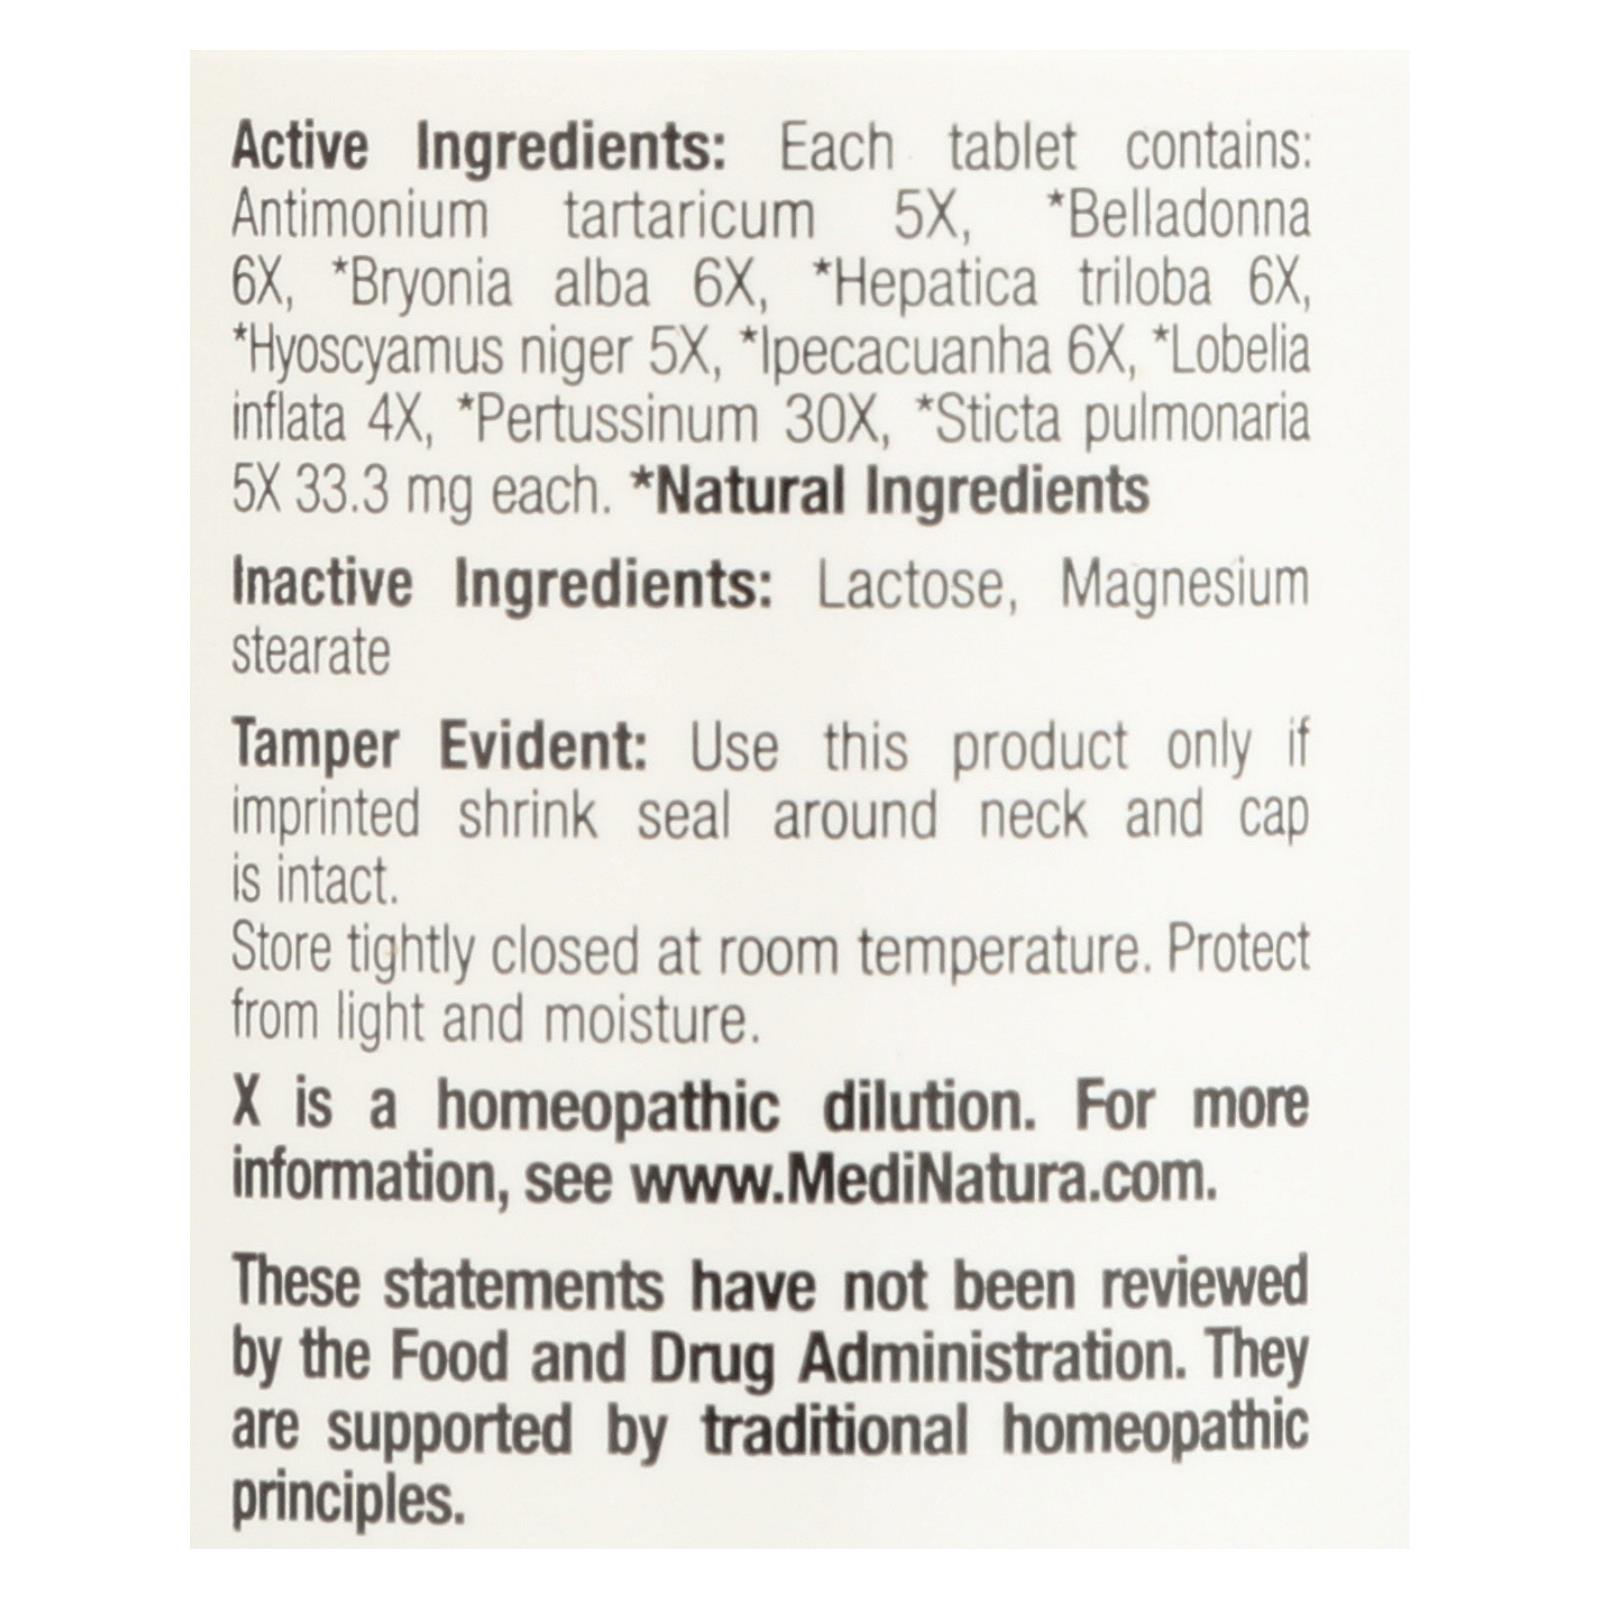 Active Ingredients: Each tablet contains:
Antimonium tartaricum 5X, *Belladonna
6X, *Bryonia alba 6X, *Hepatica triloba 6X,
*Hyoscyamus niger 5X, *Ipecacuanha 6X, *Lobelia
inflata 4X, *Pertussinum 30X, *Sticta pulmonaria
5X 33.3 mg each. *Natural Ingredients
Inactive Ingredients: Lactose, Magnesium
stearate
Tamper Evident: Use this product only if
imprinted shrink seal around neck and cap
is intact.
Store tightly closed at room temperature. Protect
from light and moisture.
X is a homeopathic dilution. For more
information, see www.MediNatura.com.
These statements have not been reviewed
by the Food and Drug Administration. They
are supported by traditional homeopathic
principles.